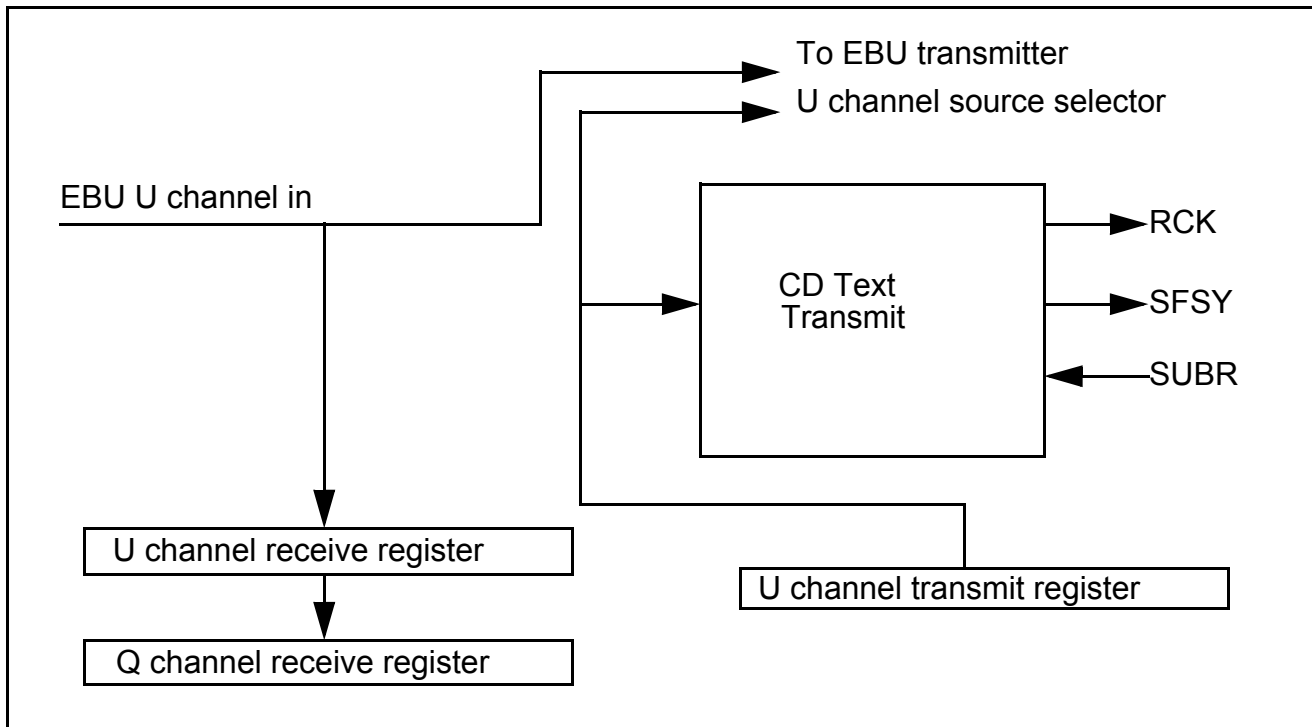 To EBU transmitter
U channel source selector
EBU U channel in
RCK
CD Text
Transmit
SFSY
SUBR
U channel receive register
U channel transmit register
Q channel receive register